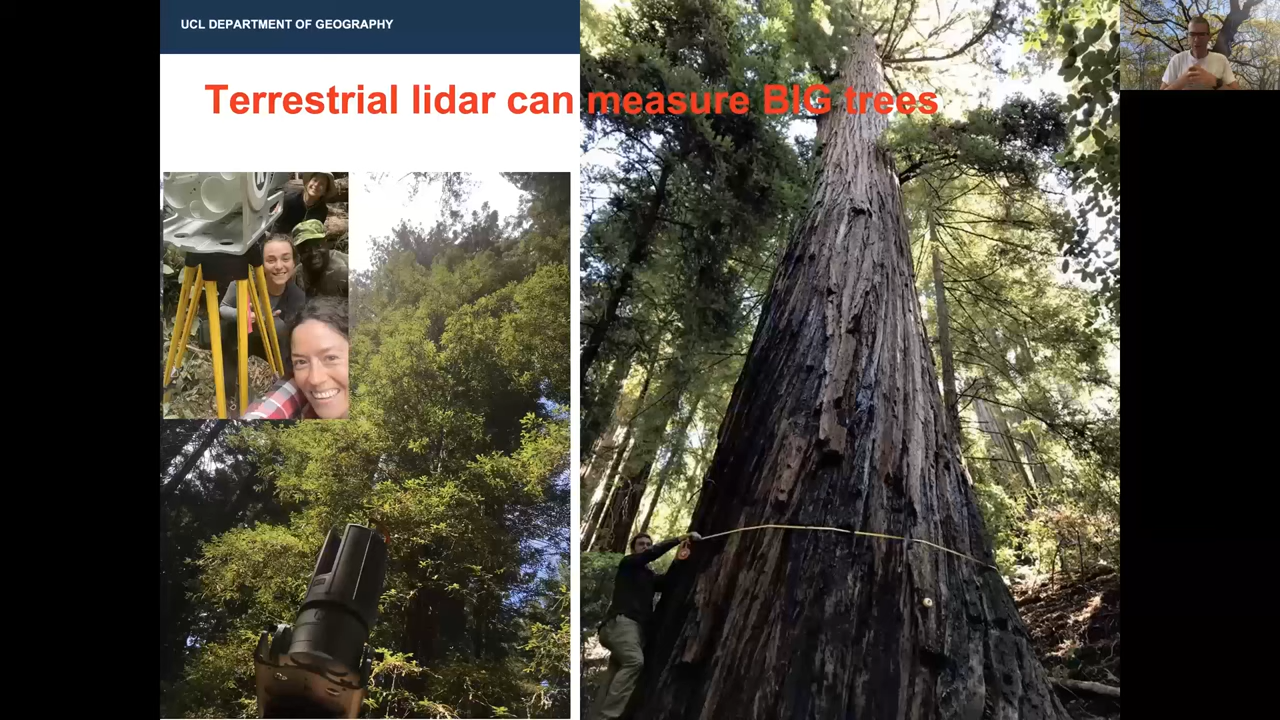 UCL DEPARTMENT OF GEOGRAPHY
Terrestrial lidar can measure BIG trees